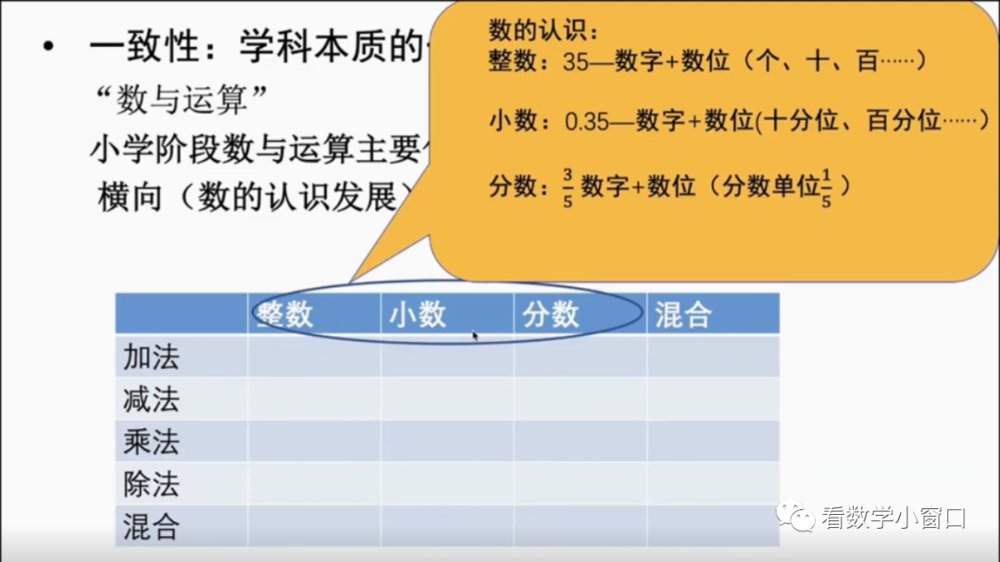 • 一致性：学科本质的
“数与运算”
小学阶段数与运算主要
横向（数的认识发展）
数的认识：
整数：35—数字+数位（个、十、百……）
小数：0.35—数字+数位(十分位、百分位……）
分数：3/5 数字+数位（分数单位1/5 ）
整数 小数 分数 混合
加法
减法
乘法
除法
混合
看数学小窗口